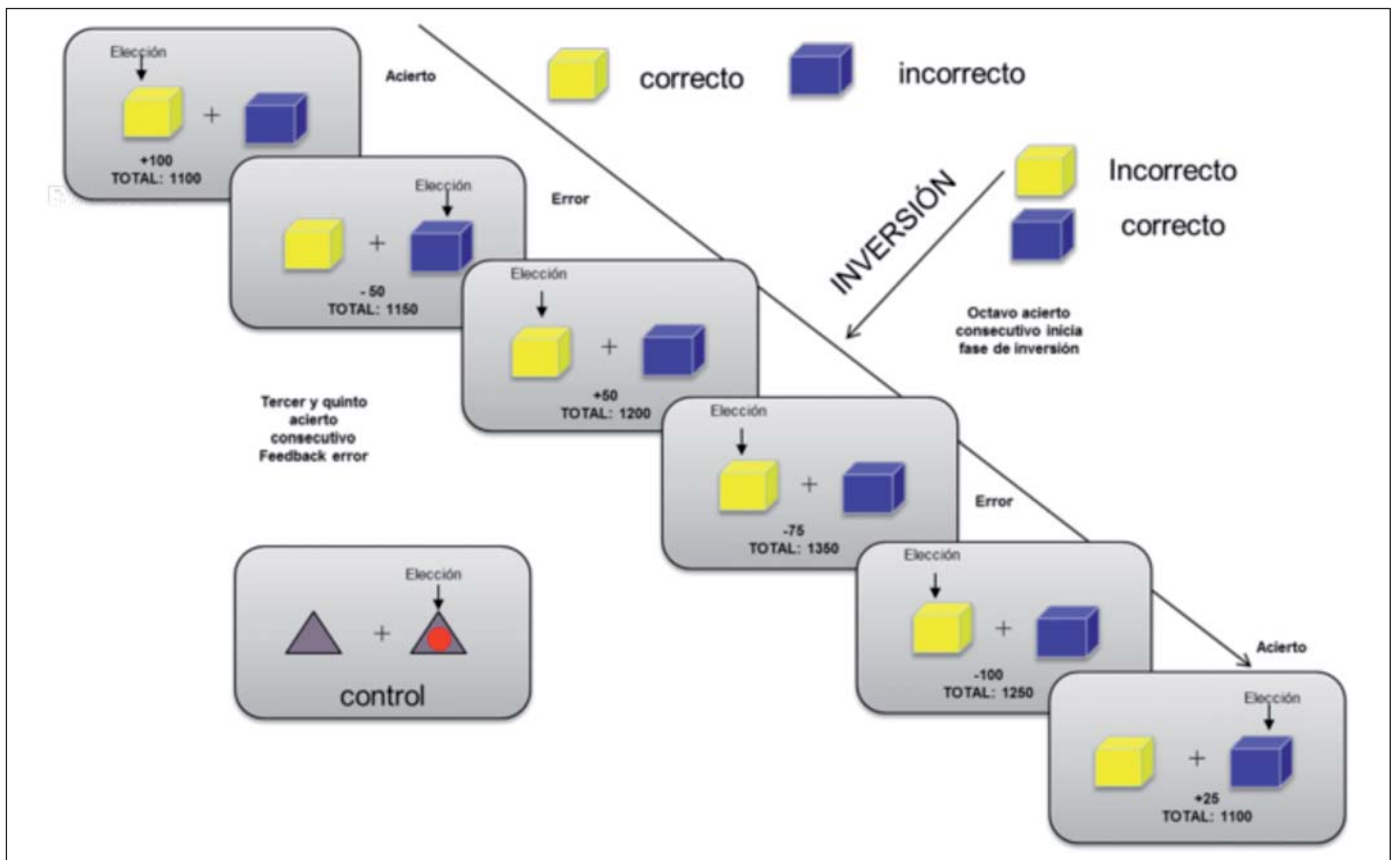 Elección
+100
TOTAL: 1100
Acierto
correcto
incorrecto
Elección
- 50
TOTAL: 1150
Error
Incorrecto
correcto
INVERSIÓN
Octavo acierto
consecutivo inicia
fase de inversión
Elección
+50
TOTAL: 1200
Tercer y quinto
acierto
consecutivo
Feedback error
Elección
-75
TOTAL: 1350
Error
Elección
control
Elección
-100
TOTAL: 1250
Acierto
Elección
+25
TOTAL: 1100